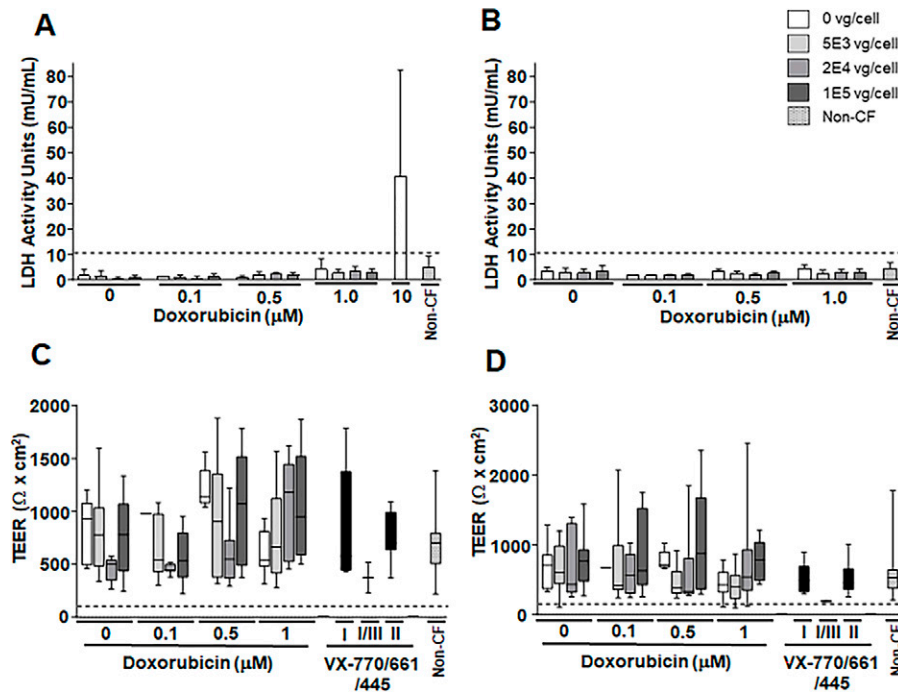 A
LDH Activity Units (mU/mL)
80
70
60
50
40
30
20
10
0
0 0.1 0.5 1.0 10 Non-CF
Doxorubicin (μM)
B
LDH Activity Units (mU/mL)
80
70
60
50
40
30
20
10
0
0 0.1 0.5 1.0 Non-CF
Doxorubicin (μM)
0 vg/cell
5E3 vg/cell
2E4 vg/cell
1E5 vg/cell
Non-CF
C
TEER (Ω x cm²)
2000
1500
1000
500
0
0 0.1 0.5 1 I I/III II Non-CF
Doxorubicin (μM) VX-770/661
/445
D
TEER (Ω x cm²)
3000
2000
1000
0
0 0.1 0.5 1 I I/III II Non-CF
Doxorubicin (μM) VX-770/661
/445